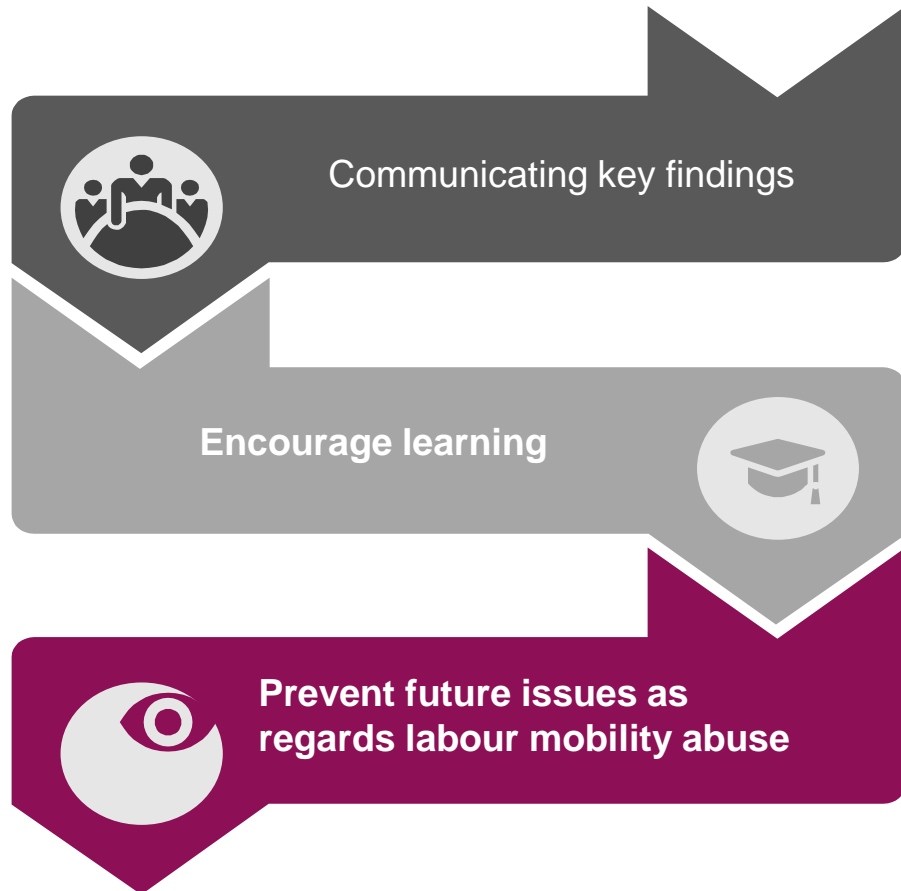 Communicating key findings
Encourage learning
Prevent future issues as
regards labour mobility abuse